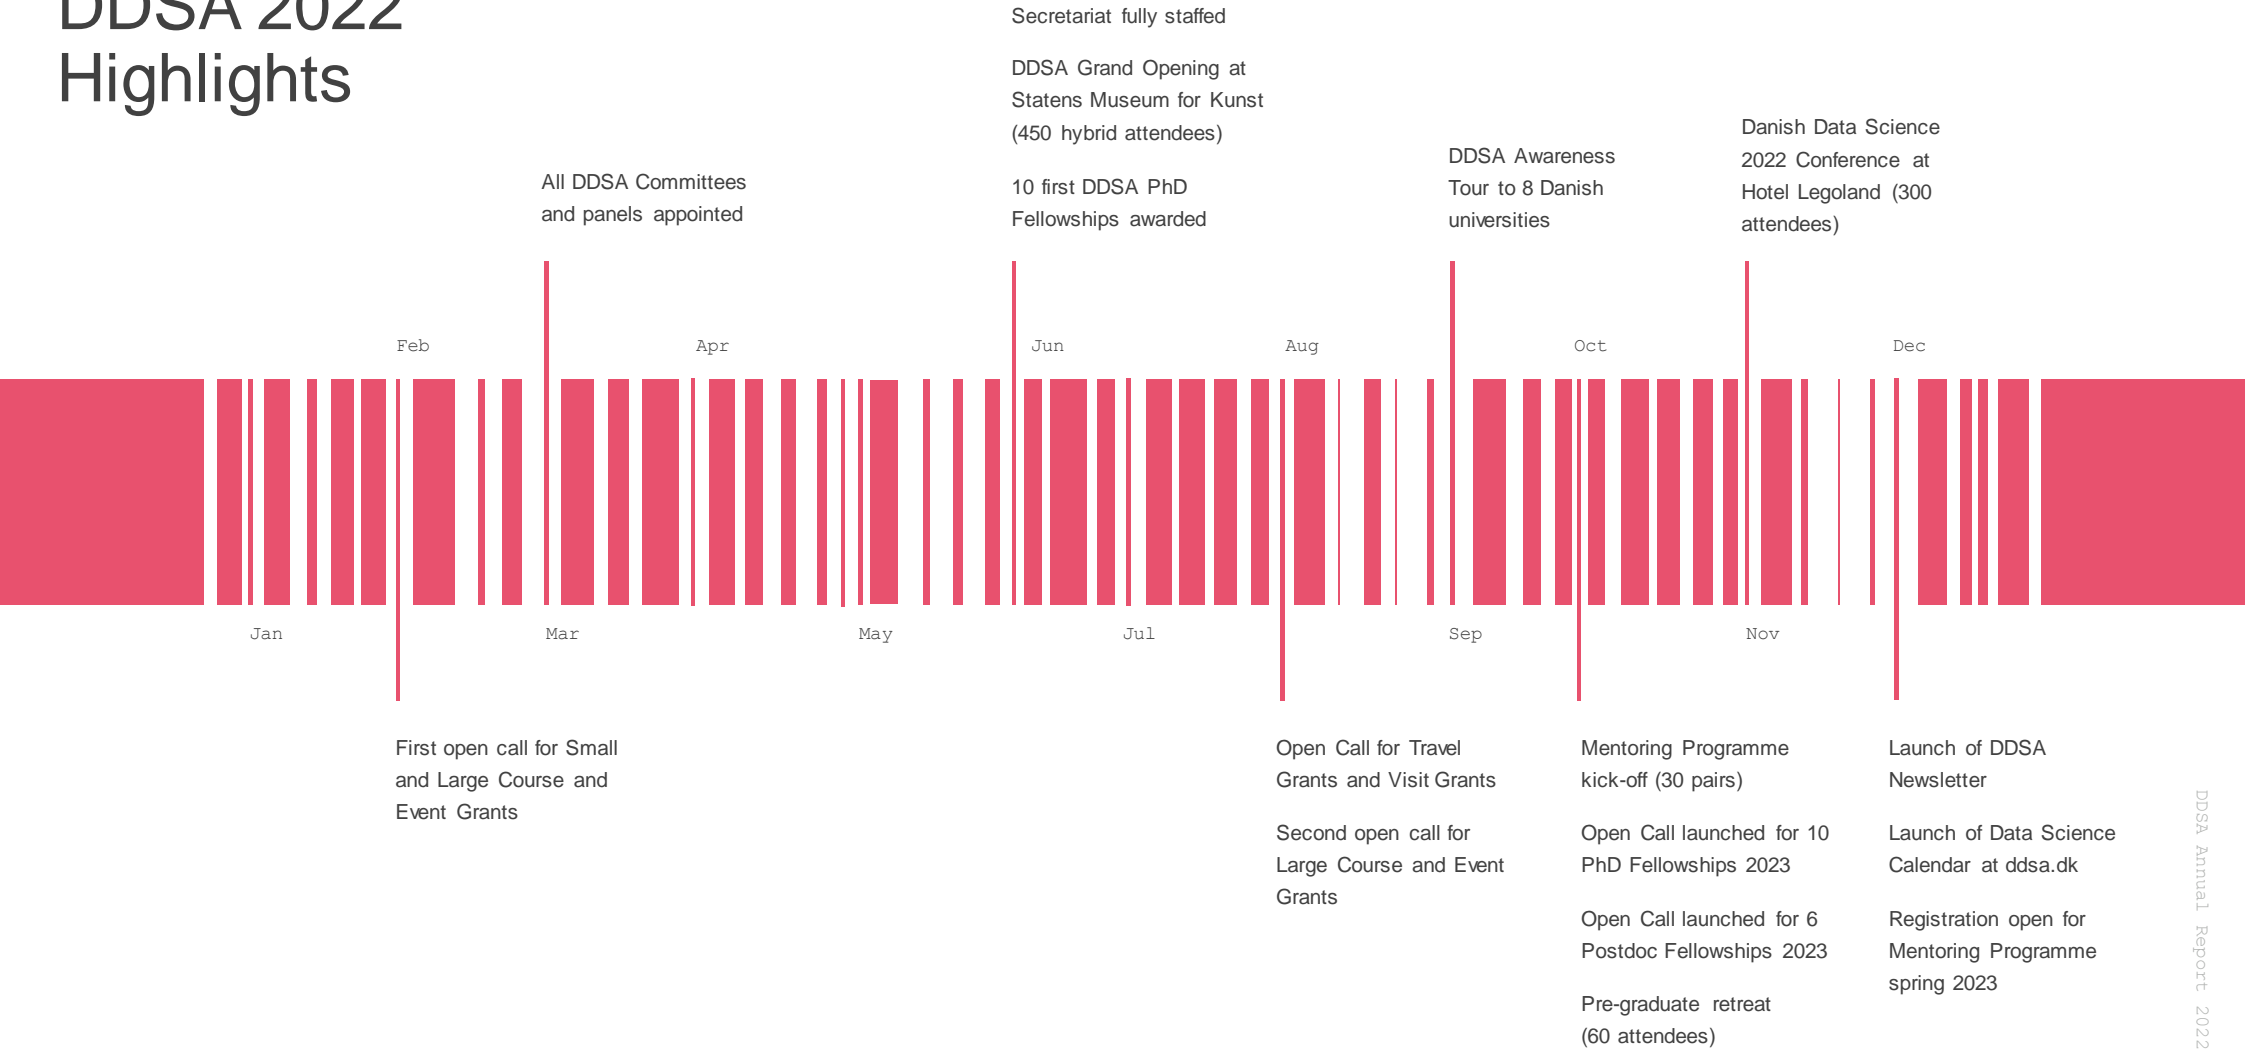 DDSA 2022
Highlights
Secretariat fully staffed
DDSA Grand Opening at
Statens Museum for Kunst
(450 hybrid attendees)
10 first DDSA PhD
Fellowships awarded
All DDSA Committees
and panels appointed
DDSA Awareness
Tour to 8 Danish
universities
Danish Data Science
2022 Conference at
Hotel Legoland (300
attendees)
Feb
Apr
Jun
Aug
Oct
Dec
Jan
Mar
May
Jul
Sep
Nov
First open call for Small
and Large Course and
Event Grants
Open Call for Travel
Grants and Visit Grants
Second open call for
Large Course and Event
Grants
Mentoring Programme
kick-off (30 pairs)
Open Call launched for 10
PhD Fellowships 2023
Open Call launched for 6
Postdoc Fellowships 2023
Pre-graduate retreat
(60 attendees)
Launch of DDSA
Newsletter
Launch of Data Science
Calendar at ddsa.dk
Registration open for
Mentoring Programme
spring 2023
DDSA Annual Report 2022